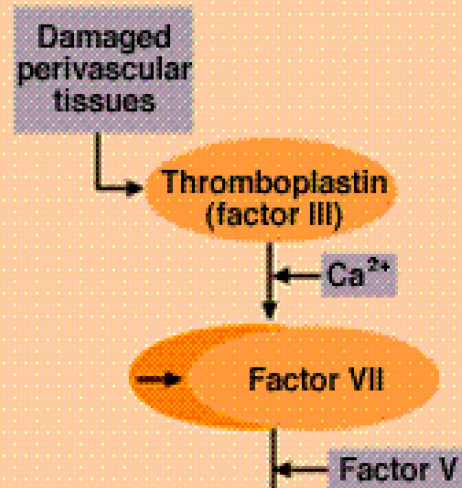 Damaged
perivascular
tissues
Thromboplastin
(factor III)
Ca²⁺
Factor VII
Factor V